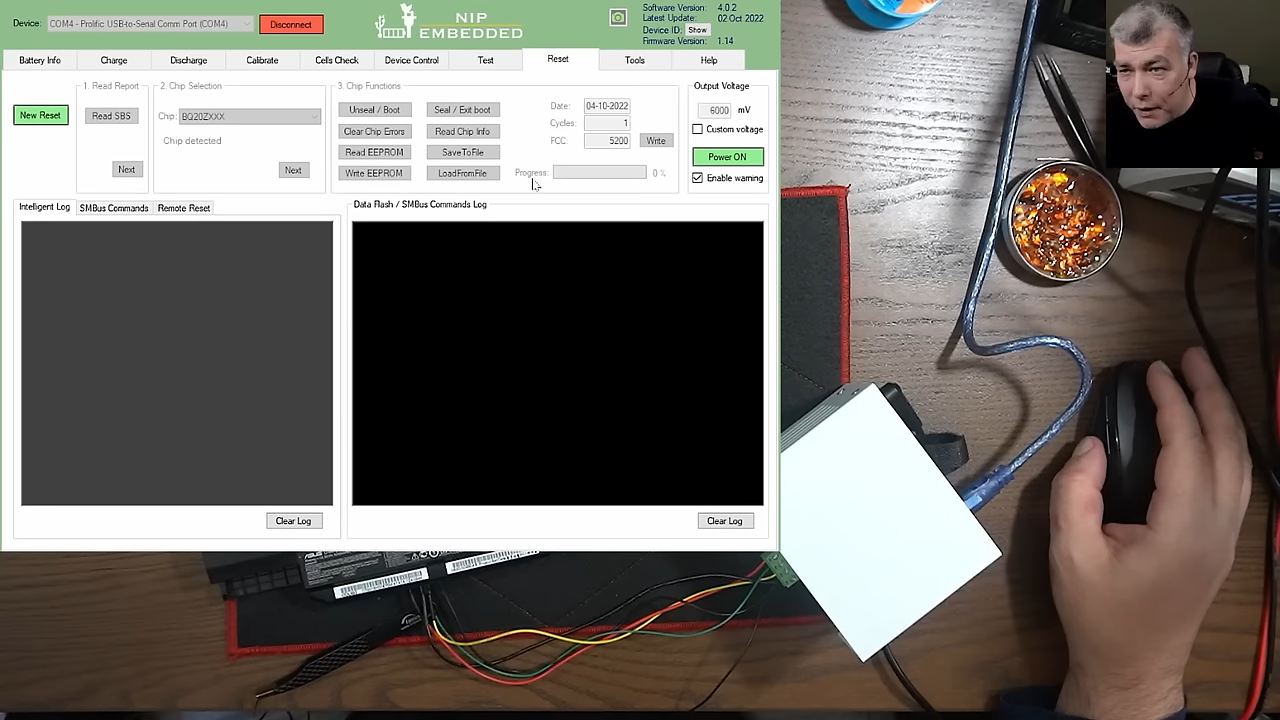 Device: COM4 - Prolific USB-to-Serial Comm Port (COM4) Disconnect
NIP
EMBEDDED
Software Version: 4.0.2
Latest Update: 02 Oct 2022
Device ID: Show
Firmware Version: 1.14
Battery Info Charge Discharge Calibrate Cells Check Device Control Test Reset Tools Help
New Reset
1. Read Report
Read SBS
Next
2. Chip Selection
Chip: BQ20ZXXX
Chip detected
Next
3. Chip Functions
Unseal / Boot
Clear Chip Errors
Read EEPROM
Write EEPROM
Seal / Exit boot
Read Chip Info
SaveToFile
LoadFromFile
Date: 04-10-2022
Cycles: 1
FCC: 5200 Write
Progress: 0 %
Output Voltage
6000 mV
Custom voltage
Power ON
Enable warning
Intelligent Log SMBus Commands Remote Reset
Clear Log
Data Flash / SMBus Commands Log
Clear Log